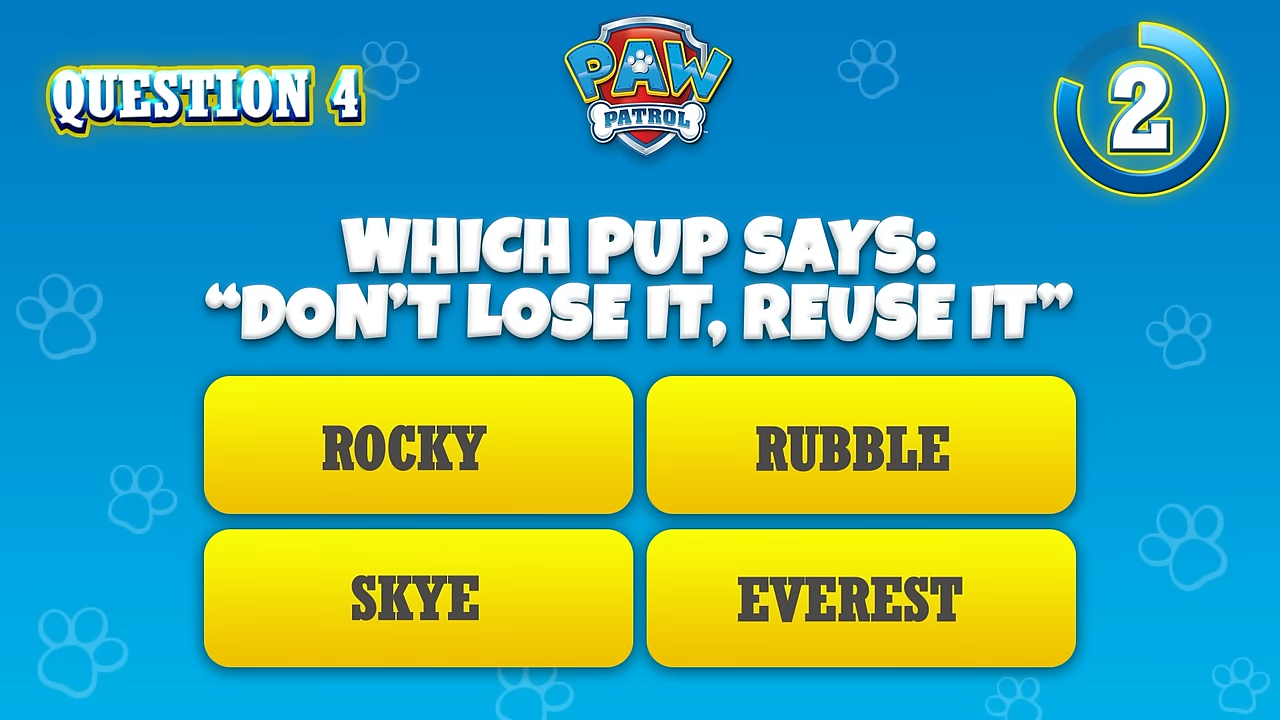 QUESTION 4
PAW
PATROL
2
WHICH PUP SAYS:
“DON’T LOSE IT, REUSE IT”
ROCKY
RUBBLE
SKYE
EVEREST